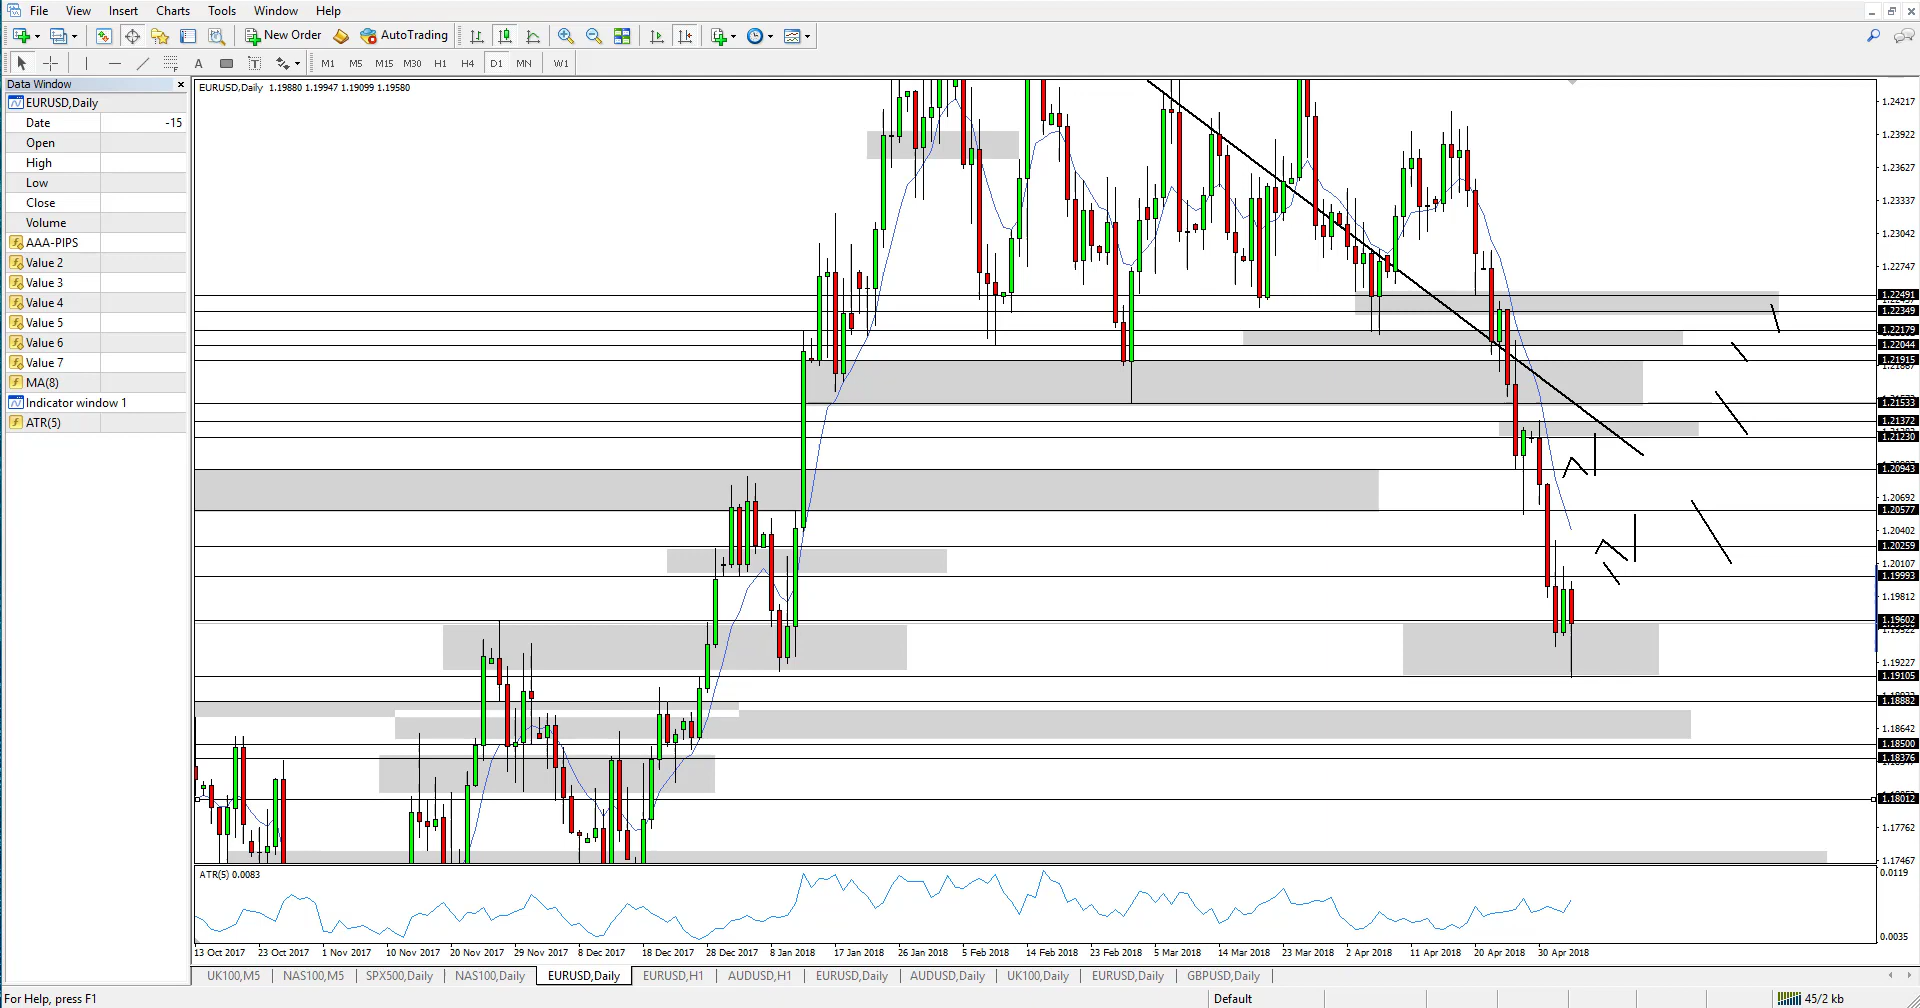 File View Insert Charts Tools Window Help
New Order AutoTrading
A T M1 M5 M15 M30 H1 H4 D1 MN W1
Data Window
EURUSD,Daily
Date -15
Open
High
Low
Close
Volume
AAA-PIPS
Value 2
Value 3
Value 4
Value 5
Value 6
Value 7
MA(8)
Indicator window 1
ATR(5)
EURUSD,Daily 1.19880 1.19947 1.19099 1.19580
1.24217
1.23922
1.23627
1.23337
1.23042
1.22747
1.22491
1.22349
1.22179
1.22044
1.21915
1.21533
1.21372
1.21230
1.20943
1.20692
1.20577
1.20402
1.20259
1.20107
1.19993
1.19812
1.19602
1.19522
1.19227
1.19105
1.18882
1.18642
1.18500
1.18376
1.18012
1.17762
1.17467
ATR(5) 0.0083
0.0119
0.0035
13 Oct 2017 23 Oct 2017 1 Nov 2017 10 Nov 2017 20 Nov 2017 29 Nov 2017 8 Dec 2017 18 Dec 2017 28 Dec 2017 8 Jan 2018 17 Jan 2018 26 Jan 2018 5 Feb 2018 14 Feb 2018 23 Feb 2018 5 Mar 2018 14 Mar 2018 23 Mar 2018 2 Apr 2018 11 Apr 2018 20 Apr 2018 30 Apr 2018
UK100,M5 NAS100,M5 SPX500,Daily NAS100,Daily EURUSD,Daily EURUSD,H1 AUDUSD,H1 EURUSD,Daily AUDUSD,Daily UK100,Daily EURUSD,Daily GBPUSD,Daily
For Help, press F1 Default 45/2 kb